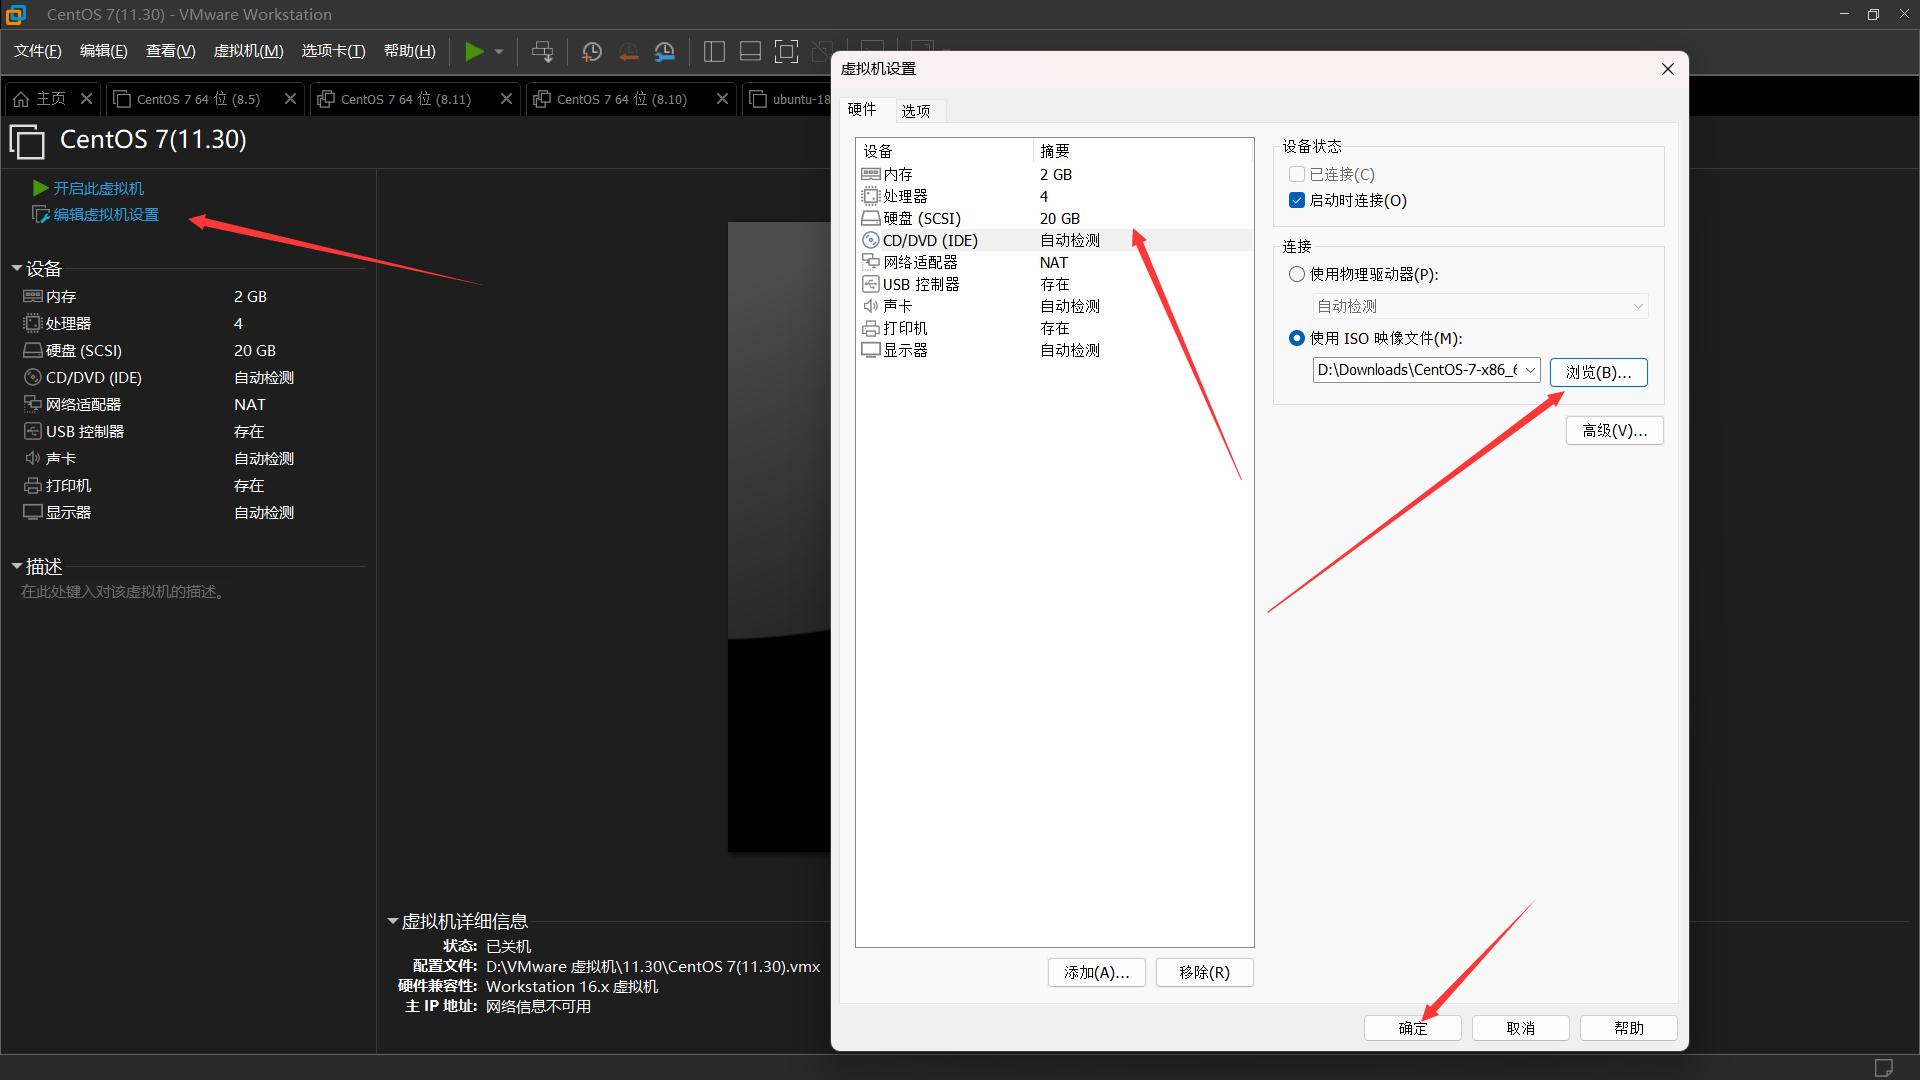 CentOS 7(11.30) - VMware Workstation
文件(F) 编辑(E) 查看(V) 虚拟机(M) 选项卡(T) 帮助(H)
主页 CentOS 7 64 位 (8.5) CentOS 7 64 位 (8.11) CentOS 7 64 位 (8.10) ubuntu-18
CentOS 7(11.30)
开启此虚拟机
编辑虚拟机设置
设备
内存 2 GB
处理器 4
硬盘 (SCSI) 20 GB
CD/DVD (IDE) 自动检测
网络适配器 NAT
USB 控制器 存在
声卡 自动检测
打印机 存在
显示器 自动检测
描述
在此处键入对该虚拟机的描述。
虚拟机详细信息
状态: 已关机
配置文件: D:\VMware 虚拟机\11.30\CentOS 7(11.30).vmx
硬件兼容性: Workstation 16.x 虚拟机
主 IP 地址: 网络信息不可用
虚拟机设置
硬件 选项
设备 摘要
内存 2 GB
处理器 4
硬盘 (SCSI) 20 GB
CD/DVD (IDE) 自动检测
网络适配器 NAT
USB 控制器 存在
声卡 自动检测
打印机 存在
显示器 自动检测
添加(A)... 移除(R)
设备状态
已连接(C)
启动时连接(O)
连接
使用物理驱动器(P):
自动检测
使用 ISO 映像文件(M):
D:\Downloads\CentOS-7-x86_6 浏览(B)...
高级(V)...
确定 取消 帮助